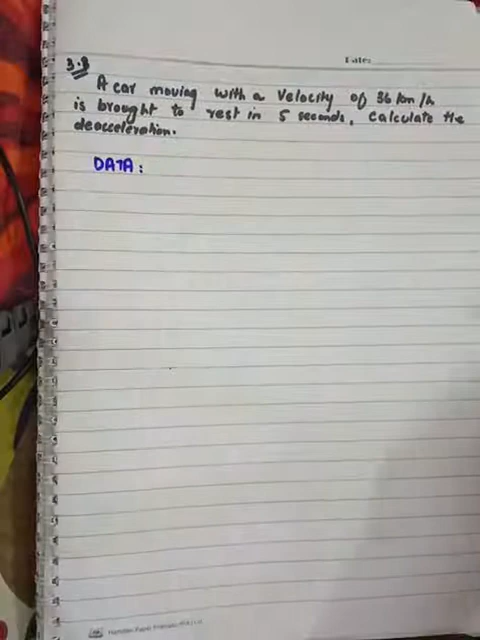 Date:
3.8
A car moving with a velocity of 36 km/h
is brought to rest in 5 seconds. Calculate the
deacceleration.
DATA: